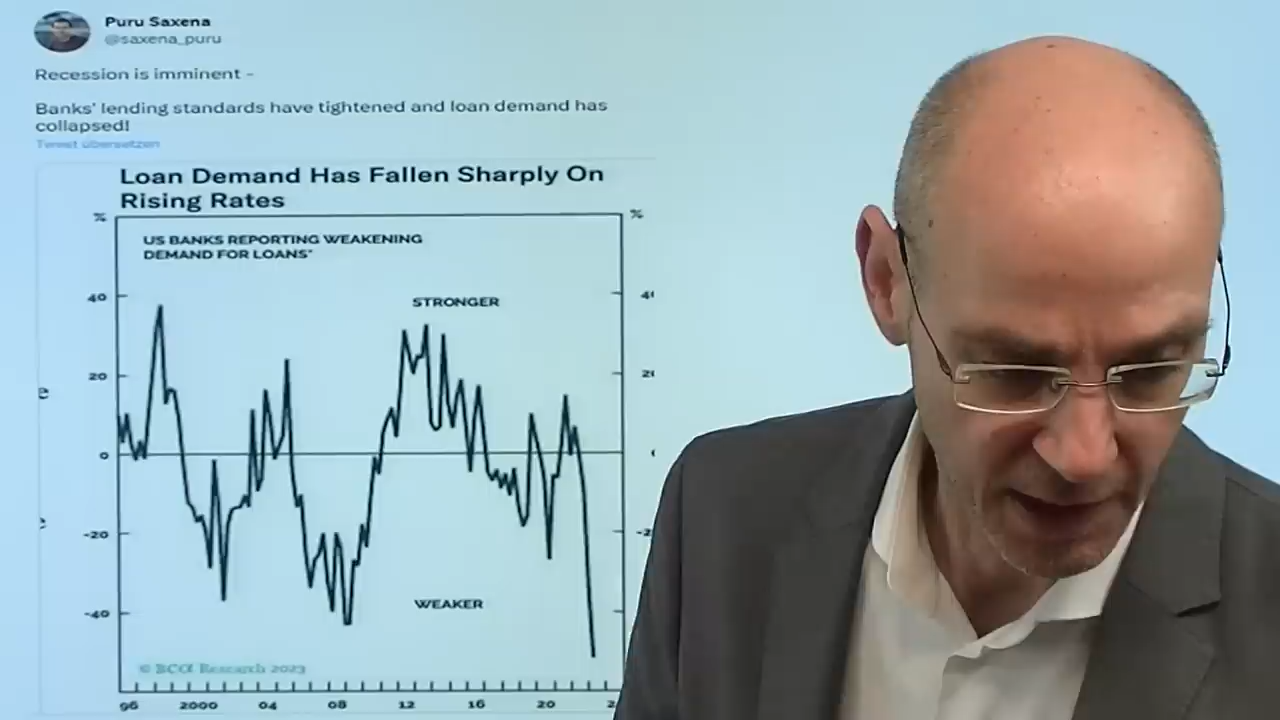 Puru Saxena
@saxena_puru
Recession is imminent -
Banks' lending standards have tightened and loan demand has
collapsed!
Tweet übersetzen
Loan Demand Has Fallen Sharply On
Rising Rates
% %
US BANKS REPORTING WEAKENING
DEMAND FOR LOANS*
STRONGER
40
20
0
-20
-40
WEAKER
© BCA Research 2023
96 2000 04 08 12 16 20